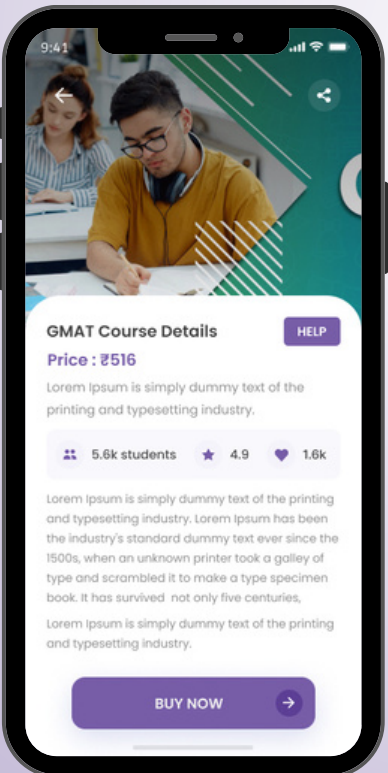 9:41
GMAT Course Details
HELP
Price : ₹516
Lorem Ipsum is simply dummy text of the
printing and typesetting industry.
5.6k students
4.9
1.6k
Lorem Ipsum is simply dummy text of the printing
and typesetting industry. Lorem Ipsum has been
the industry's standard dummy text ever since the
1500s, when an unknown printer took a galley of
type and scrambled it to make a type specimen
book. It has survived not only five centuries,
Lorem Ipsum is simply dummy text of the printing
and typesetting industry.
BUY NOW